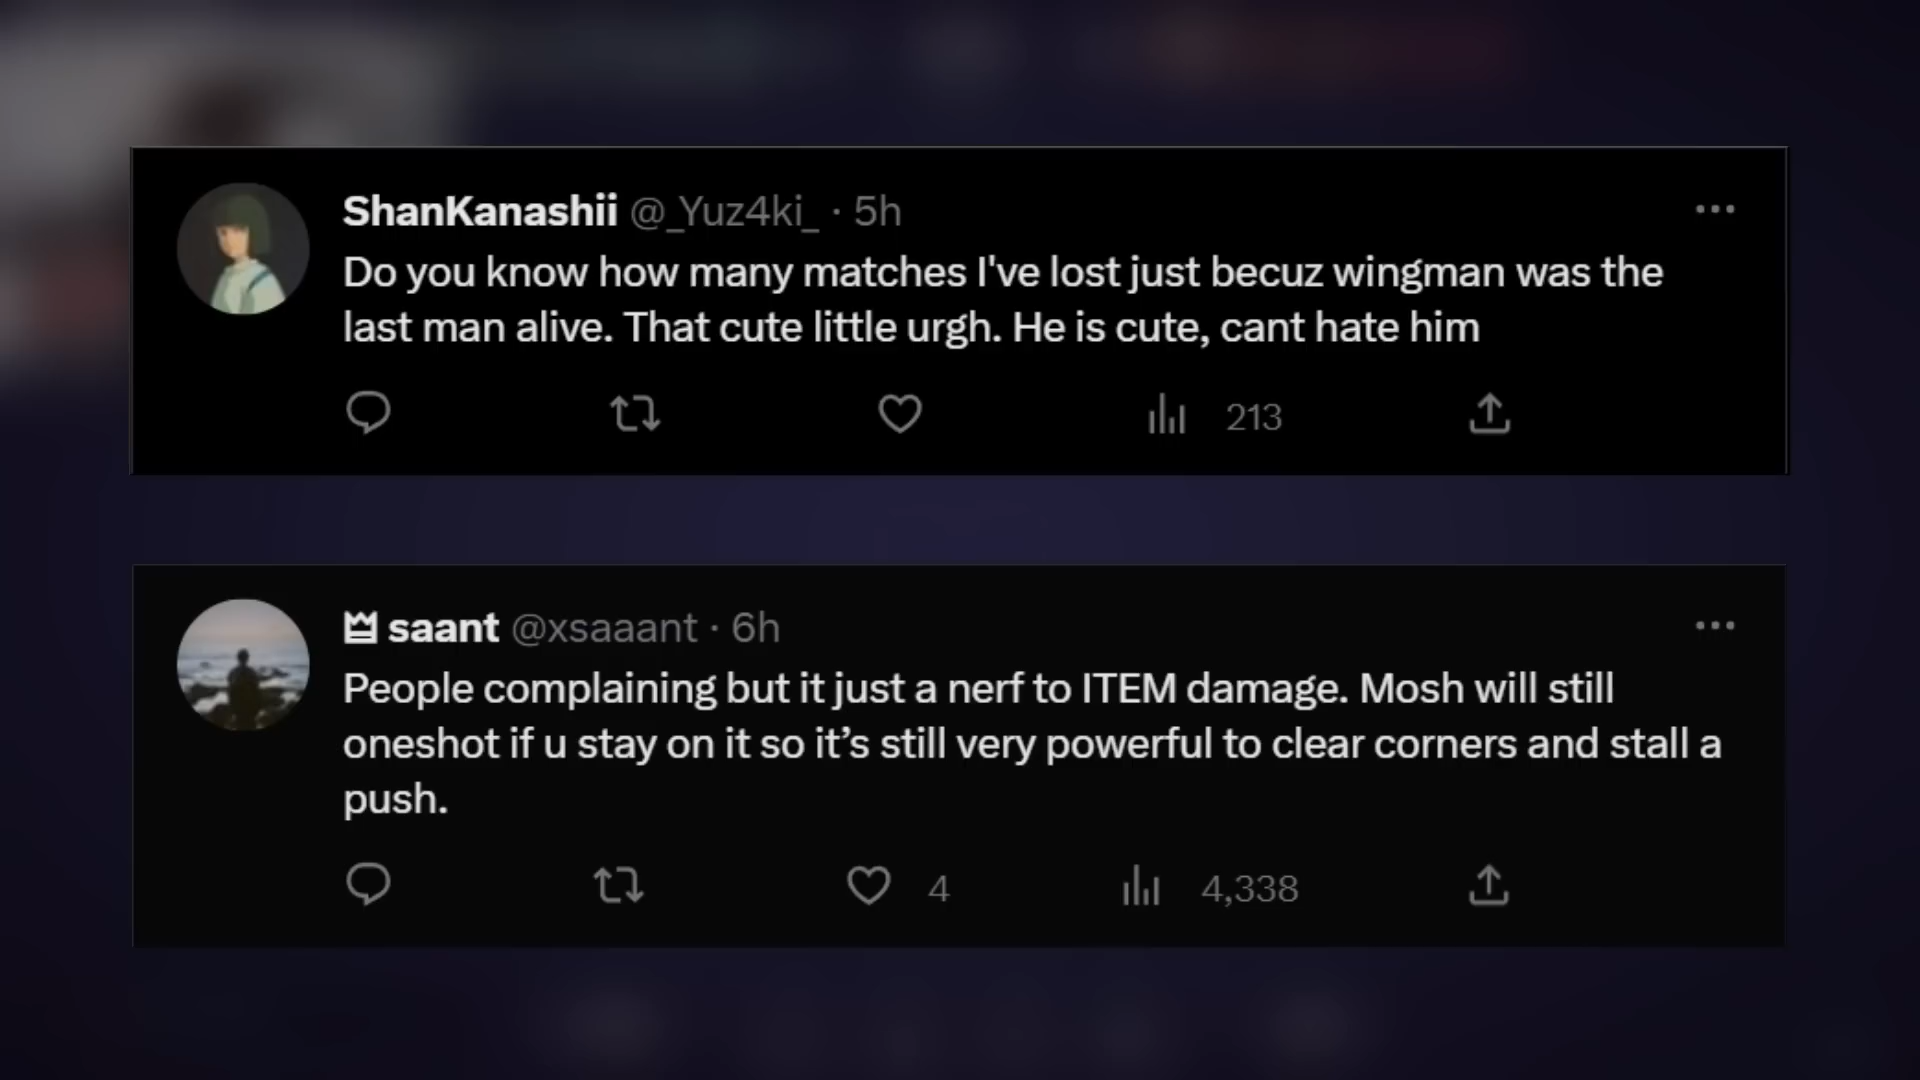 ShanKanashii @_Yuz4ki_ · 5h
Do you know how many matches I've lost just becuz wingman was the
last man alive. That cute little urgh. He is cute, cant hate him
213
saant @xsaaant · 6h
People complaining but it just a nerf to ITEM damage. Mosh will still
oneshot if u stay on it so it’s still very powerful to clear corners and stall a
push.
4 4,338